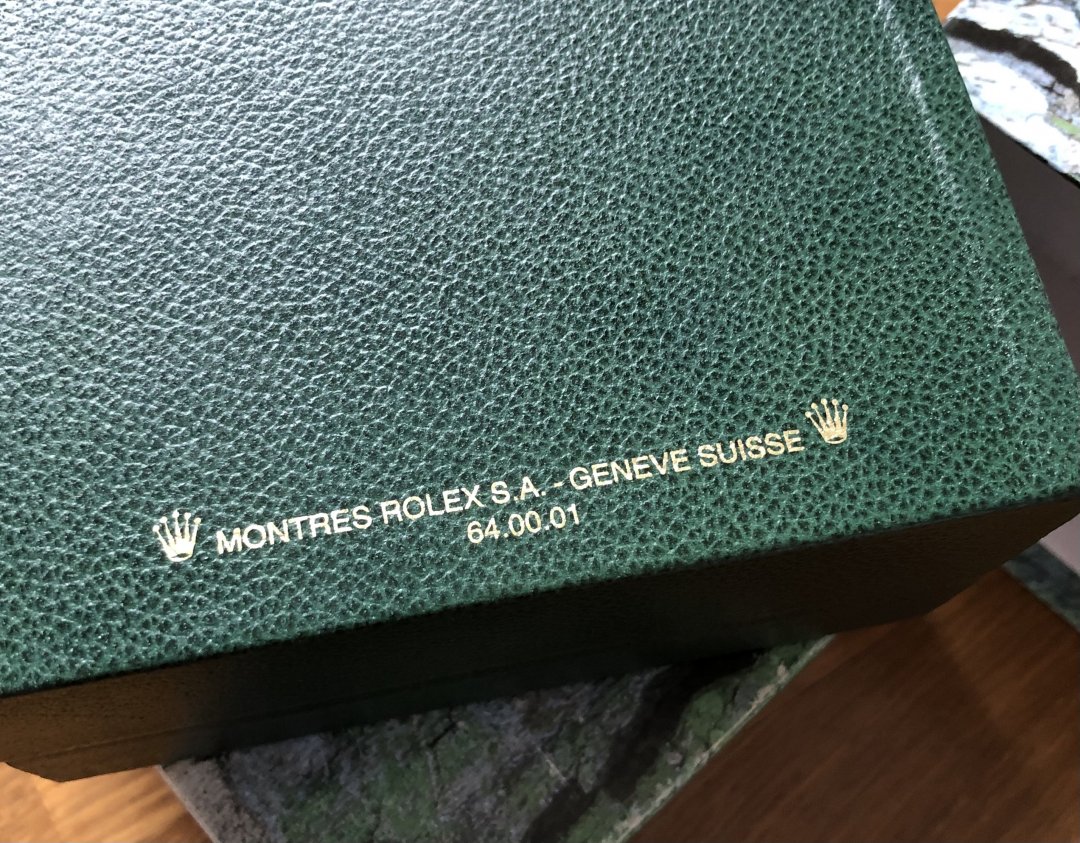 MONTRES ROLEX S.A. - GENEVE SUISSE
64.00.01